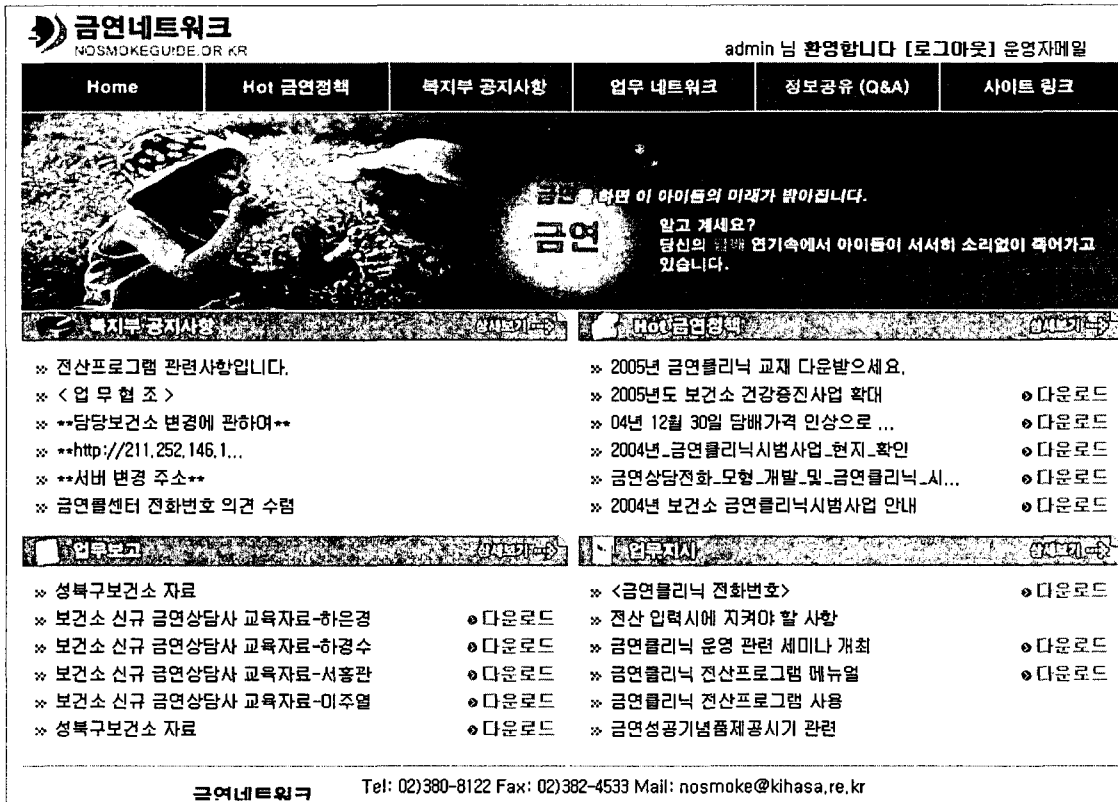 금연네트워크
NOSMOKEGUIDE.OR.KR
admin 님 환영합니다 [로그아웃] 운영자메일
Home
Hot 금연정책
복지부 공지사항
업무 네트워크
정보공유 (Q&A)
사이트 링크
금연을 하면 이 아이들의 미래가 밝아집니다.
금연
알고 계세요?
당신의 담배 연기속에서 아이들이 서서히 소리없이 죽어가고
있습니다.
복지부 공지사항
상세보기
» 전산프로그램 관련사항입니다.
» < 업 무 협 조 >
» **담당보건소 변경에 관하여**
» **http://211,252,146,1...
» **서버 변경 주소**
» 금연콜센터 전화번호 의견 수렴
Hot 금연정책
상세보기
» 2005년 금연클리닉 교재 다운받으세요.
» 2005년도 보건소 건강증진사업 확대 다운로드
» 04년 12월 30일 담배가격 인상으로 ... 다운로드
» 2004년_금연클리닉시범사업_현지_확인 다운로드
» 금연상담전화_모형_개발_및_금연클리닉_시... 다운로드
» 2004년 보건소 금연클리닉시범사업 안내 다운로드
업무보고
상세보기
» 성북구보건소 자료
» 보건소 신규 금연상담사 교육자료-하은경 다운로드
» 보건소 신규 금연상담사 교육자료-하경수 다운로드
» 보건소 신규 금연상담사 교육자료-서홍관 다운로드
» 보건소 신규 금연상담사 교육자료-이주열 다운로드
» 성북구보건소 자료 다운로드
업무지시
상세보기
» <금연클리닉 전화번호> 다운로드
» 전산 입력시에 지켜야 할 사항
» 금연클리닉 운영 관련 세미나 개최 다운로드
» 금연클리닉 전산프로그램 메뉴얼 다운로드
» 금연클리닉 전산프로그램 사용
» 금연성공기념품제공시기 관련
금연네트워크
Tel: 02)380-8122 Fax: 02)382-4533 Mail: nosmoke@kihasa,re,kr